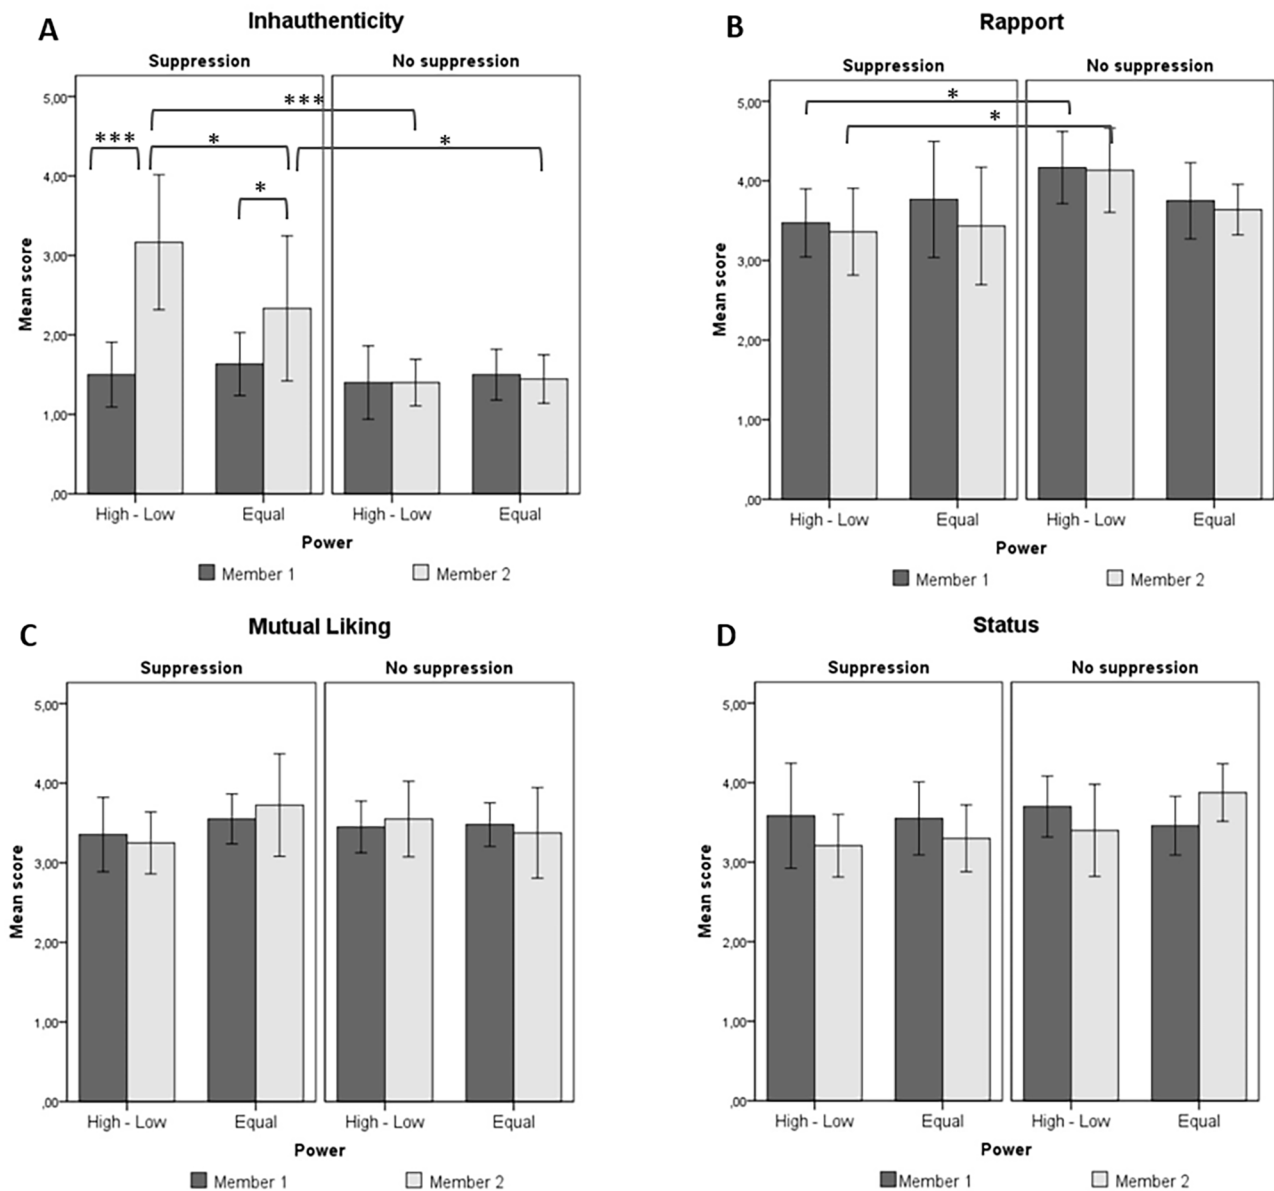 A
Inhauthenticity
Suppression
No suppression
5,00
4,00
3,00
2,00
1,00
,00
Mean score
***
*
***
*
*
High - Low
Equal
High - Low
Equal
Power
Member 1
Member 2
B
Rapport
Suppression
No suppression
5,00
4,00
3,00
2,00
1,00
,00
Mean score
*
*
High - Low
Equal
High - Low
Equal
Power
Member 1
Member 2
C
Mutual Liking
Suppression
No suppression
5,00
4,00
3,00
2,00
1,00
,00
Mean score
High - Low
Equal
High - Low
Equal
Power
Member 1
Member 2
D
Status
Suppression
No suppression
5,00
4,00
3,00
2,00
1,00
,00
Mean score
High - Low
Equal
High - Low
Equal
Power
Member 1
Member 2